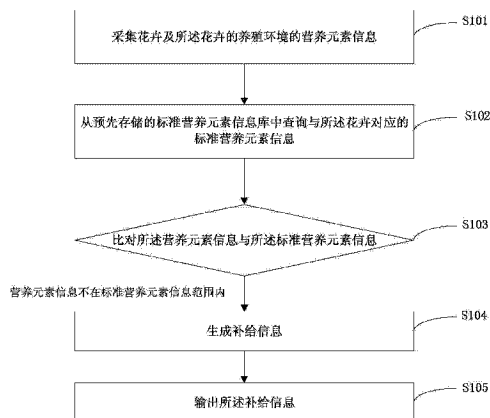 S101
采集花卉及所述花卉的养殖环境的营养元素信息
S102
从预先存储的标准营养元素信息库中查询与所述花卉对应的
标准营养元素信息
S103
比对所述营养元素信息与所述标准营养元素信息
营养元素信息不在标准营养元素信息范围内
S104
生成补给信息
S105
输出所述补给信息